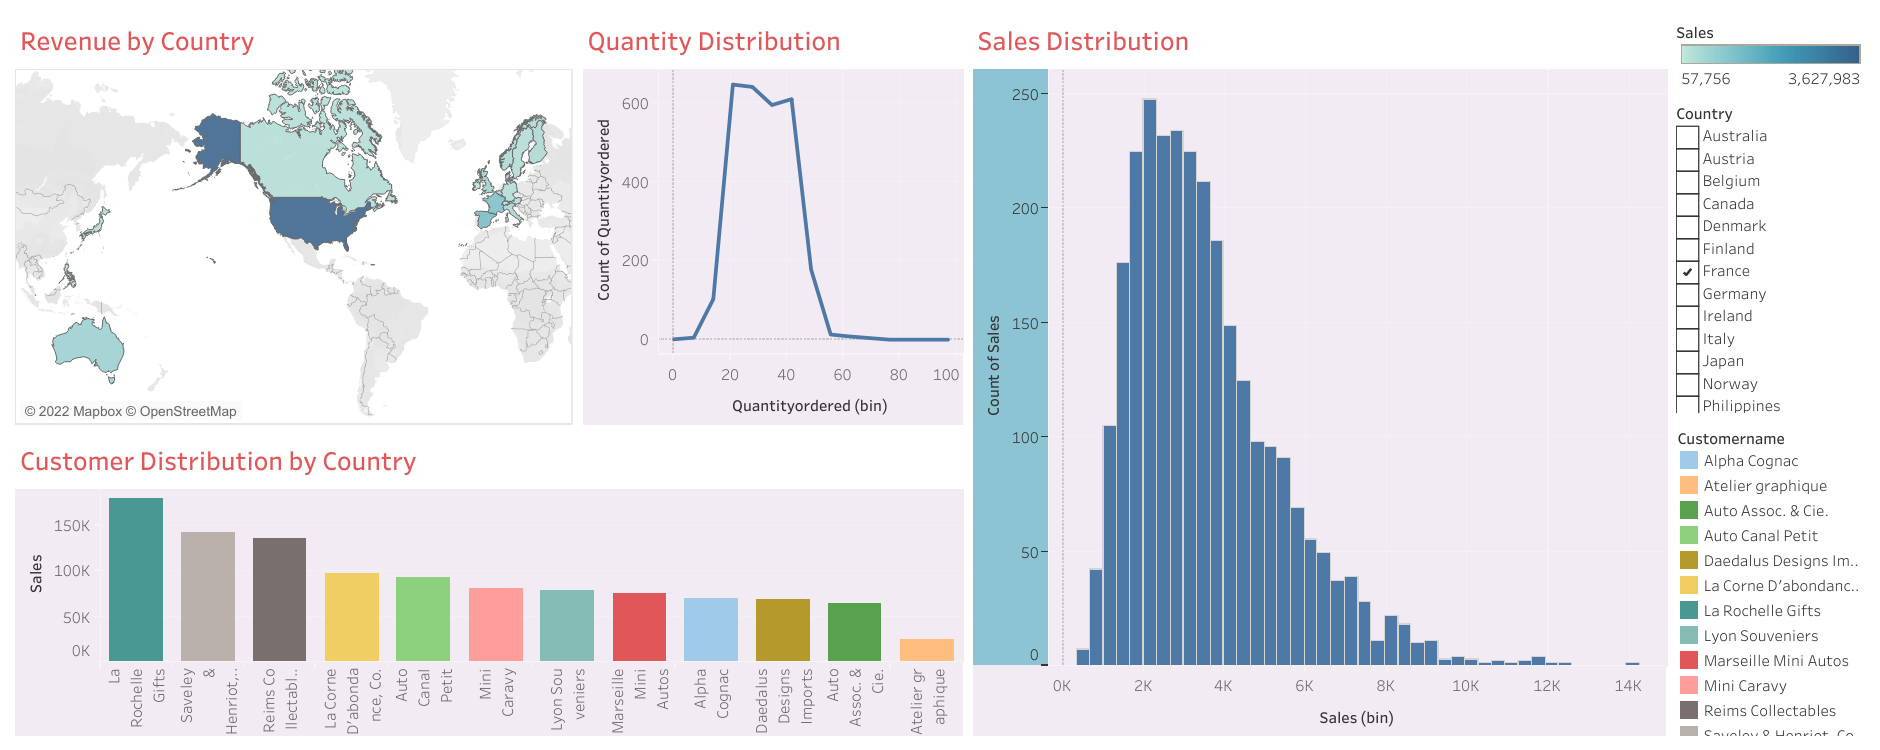 Revenue by Country
© 2022 Mapbox © OpenStreetMap
Quantity Distribution
Count of Quantityordered
600
400
200
0
0 20 40 60 80 100
Quantityordered (bin)
Sales Distribution
Count of Sales
250
200
150
100
50
0
0K 2K 4K 6K 8K 10K 12K 14K
Sales (bin)
Sales
57,756 3,627,983
Country
Australia
Austria
Belgium
Canada
Denmark
Finland
France
Germany
Ireland
Italy
Japan
Norway
Philippines
Customername
Alpha Cognac
Atelier graphique
Auto Assoc. & Cie.
Auto Canal Petit
Daedalus Designs Im..
La Corne D'abondanc..
La Rochelle Gifts
Lyon Souveniers
Marseille Mini Autos
Mini Caravy
Reims Collectables
Saveley & Henriot, Co
Customer Distribution by Country
Sales
150K
100K
50K
0K
La
Rochelle
Gifts
Saveley
&
Henriot,..
Reims Co
llectabl..
La Corne
D'abonda
nce, Co.
Auto
Canal
Petit
Mini
Caravy
Lyon Sou
veniers
Marseille
Mini
Autos
Alpha
Cognac
Daedalus
Designs
Imports
Auto
Assoc. &
Cie.
Atelier gr
aphique